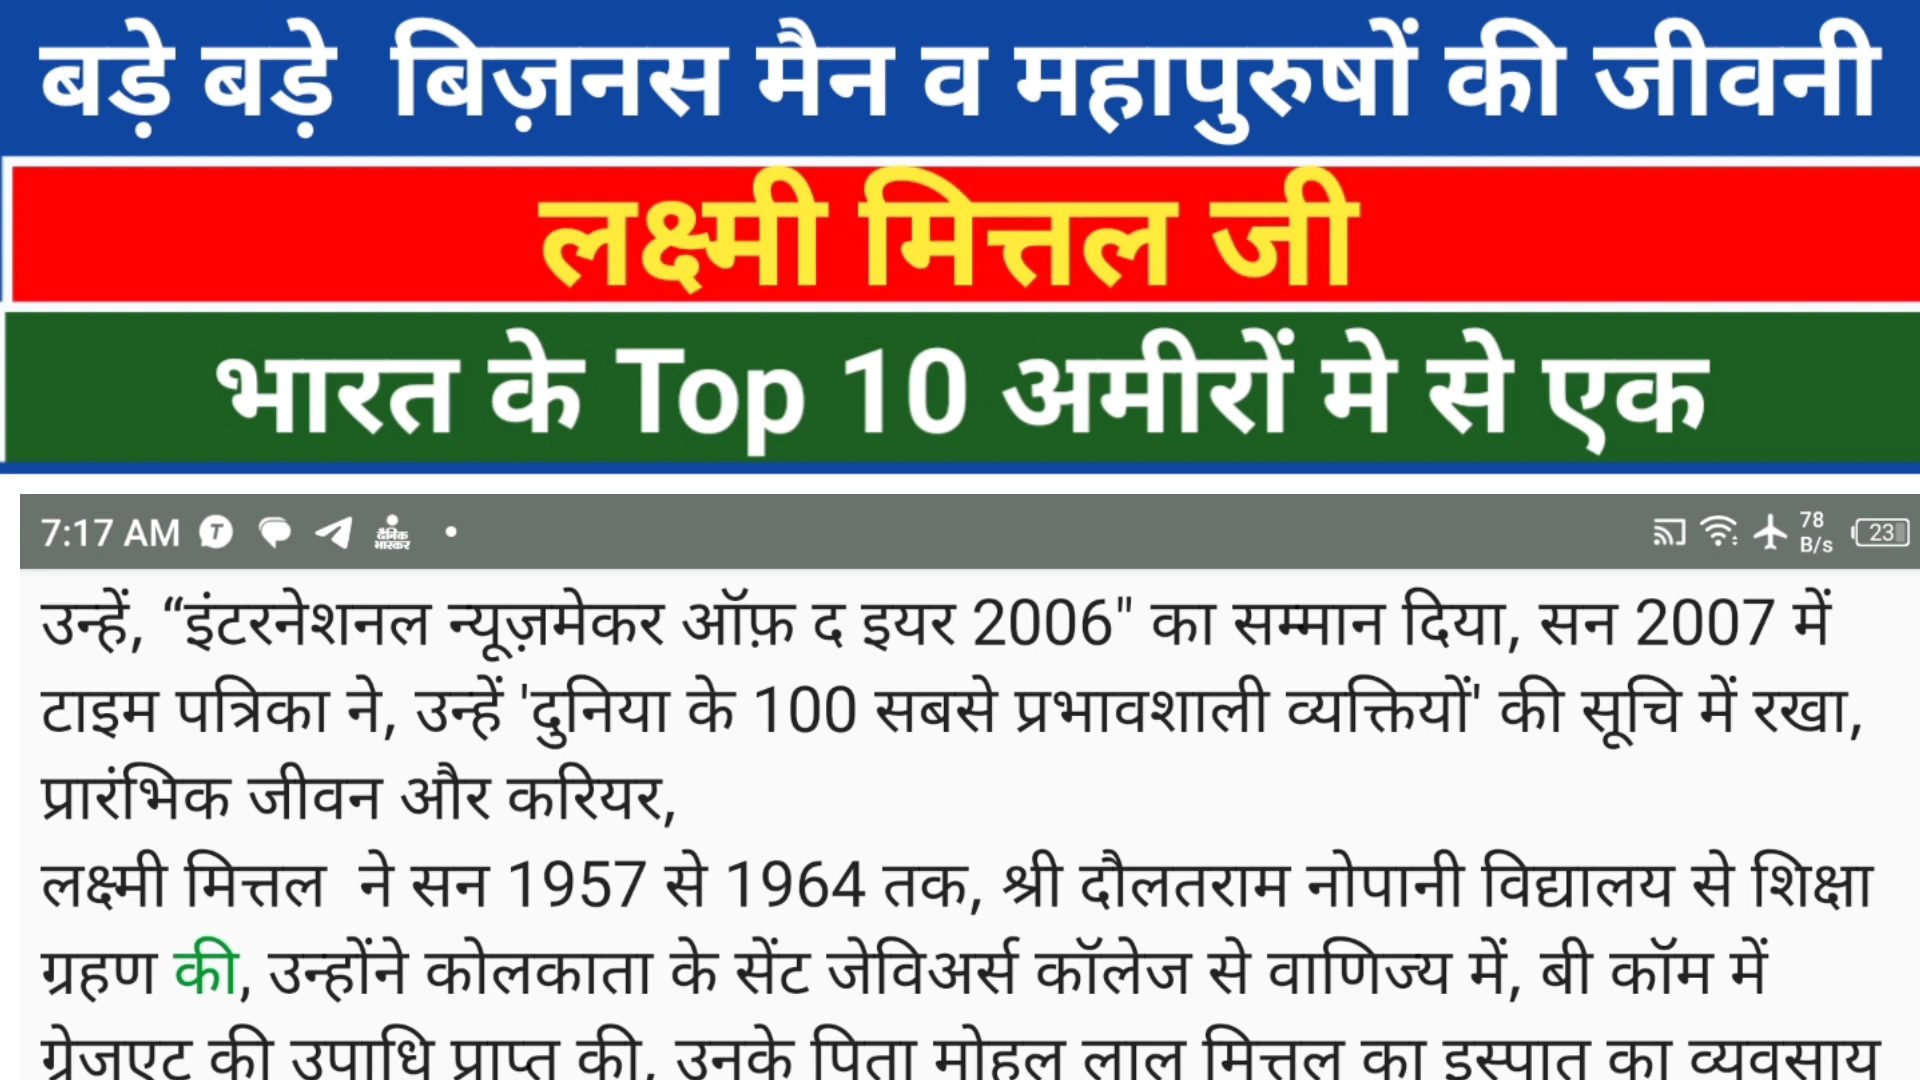 बड़े बड़े बिज़नस मैन व महापुरुषों की जीवनी
लक्ष्मी मित्तल जी
भारत के Top 10 अमीरों मे से एक
7:17 AM T दैनिक भास्कर 78 B/s 23
उन्हें, “इंटरनेशनल न्यूज़मेकर ऑफ़ द इयर 2006" का सम्मान दिया, सन 2007 में
टाइम पत्रिका ने, उन्हें 'दुनिया के 100 सबसे प्रभावशाली व्यक्तियों' की सूचि में रखा,
प्रारंभिक जीवन और करियर,
लक्ष्मी मित्तल ने सन 1957 से 1964 तक, श्री दौलतराम नोपानी विद्यालय से शिक्षा
ग्रहण की, उन्होंने कोलकाता के सेंट जेविअर्स कॉलेज से वाणिज्य में, बी कॉम में
ग्रेजुएट की उपाधि प्राप्त की, उनके पिता मोहल लाल मित्तल का इस्पात का व्यवसाय